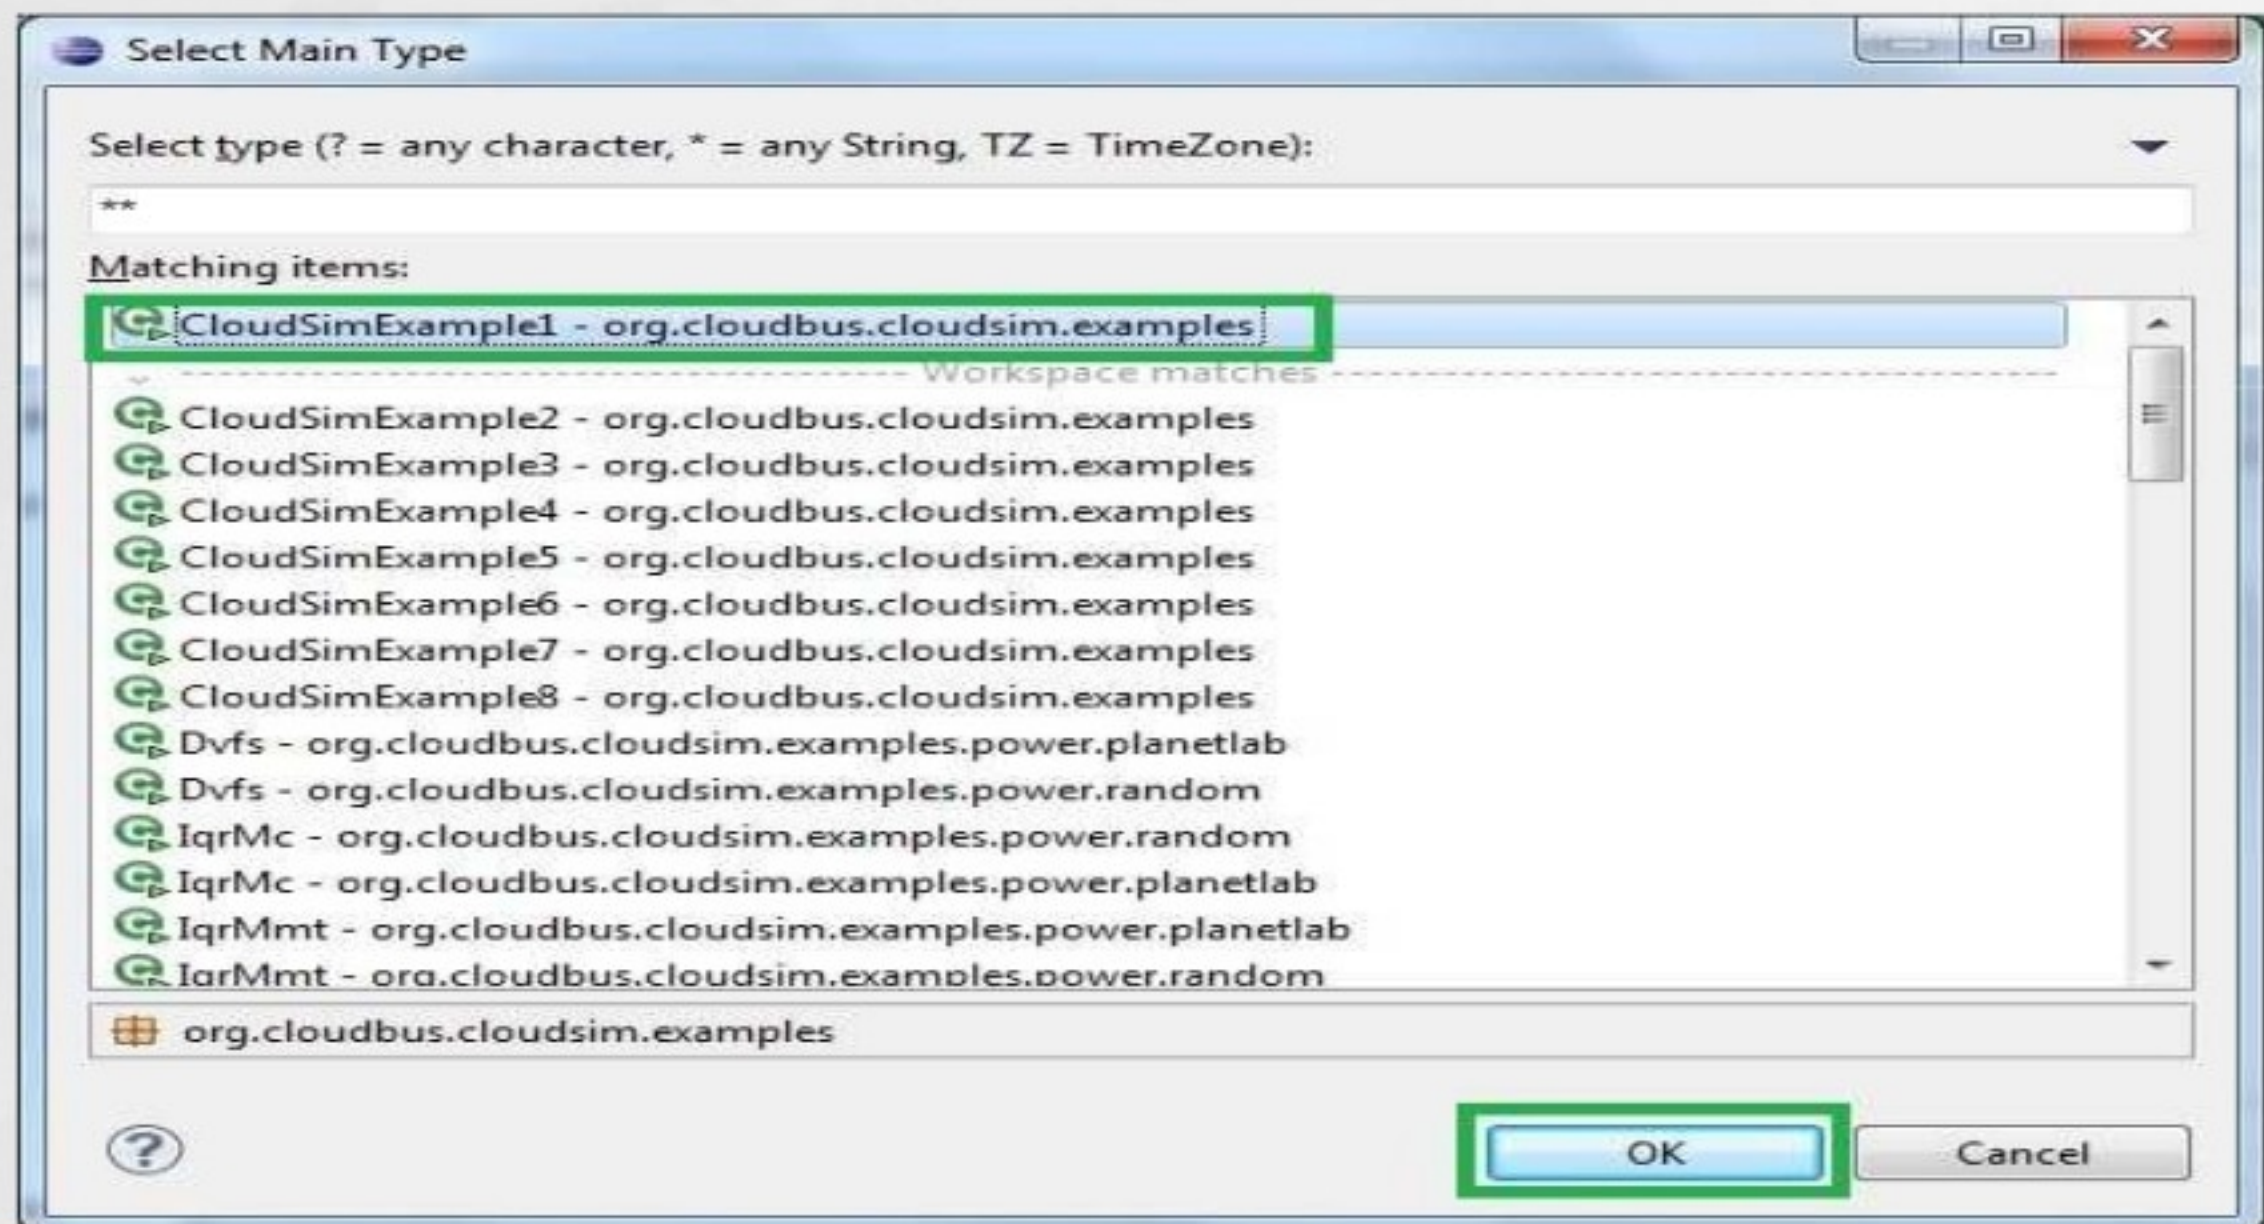 Select Main Type
Select type (? = any character, * = any String, TZ = TimeZone):
**
Matching items:
CloudSimExample1 - org.cloudbus.cloudsim.examples
Workspace matches
CloudSimExample2 - org.cloudbus.cloudsim.examples
CloudSimExample3 - org.cloudbus.cloudsim.examples
CloudSimExample4 - org.cloudbus.cloudsim.examples
CloudSimExample5 - org.cloudbus.cloudsim.examples
CloudSimExample6 - org.cloudbus.cloudsim.examples
CloudSimExample7 - org.cloudbus.cloudsim.examples
CloudSimExample8 - org.cloudbus.cloudsim.examples
Dvfs - org.cloudbus.cloudsim.examples.power.planetlab
Dvfs - org.cloudbus.cloudsim.examples.power.random
IqrMc - org.cloudbus.cloudsim.examples.power.random
IqrMc - org.cloudbus.cloudsim.examples.power.planetlab
IqrMmt - org.cloudbus.cloudsim.examples.power.planetlab
IqrMmt - org.cloudbus.cloudsim.examples.power.random
org.cloudbus.cloudsim.examples
OK Cancel